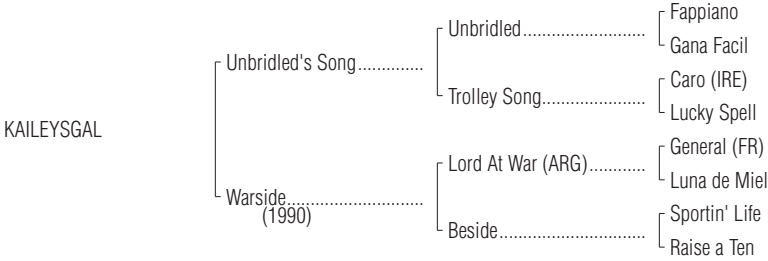 Fappiano
Unbridled..........................
Gana Facil
Unbridled's Song..............
Caro (IRE)
Trolley Song......................
Lucky Spell
KAILEYSGAL
General (FR)
Lord At War (ARG)............
Luna de Miel
Warside.............................
(1990)
Sportin' Life
Beside...............................
Raise a Ten